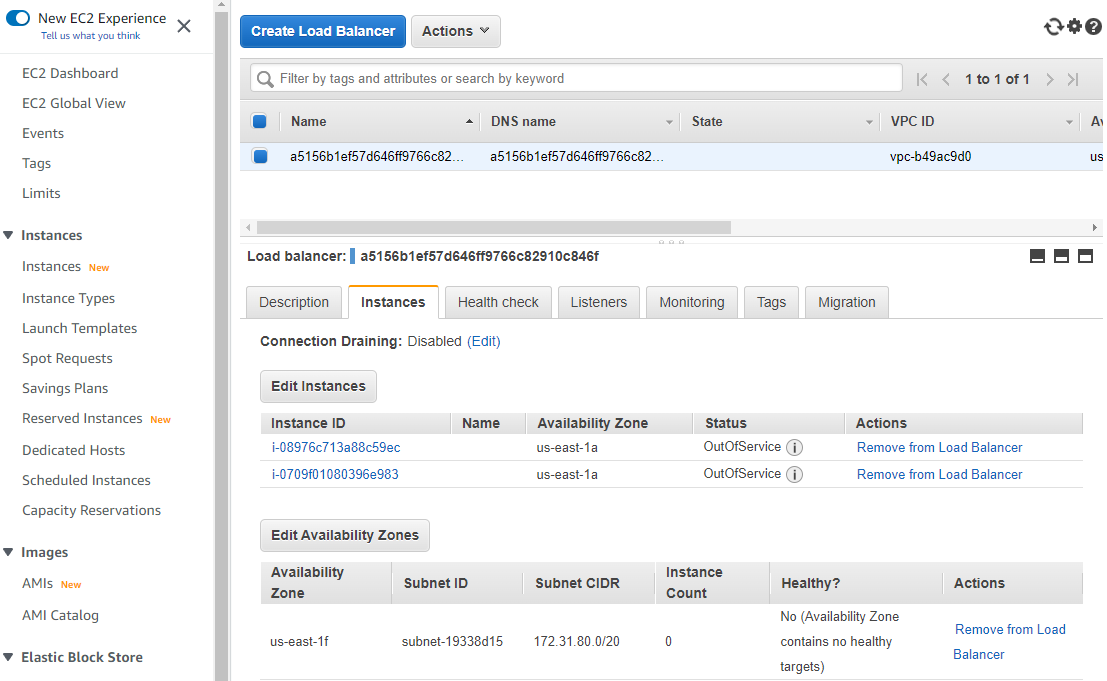 New EC2 Experience
Tell us what you think
EC2 Dashboard
EC2 Global View
Events
Tags
Limits
Instances
Instances New
Instance Types
Launch Templates
Spot Requests
Savings Plans
Reserved Instances New
Dedicated Hosts
Scheduled Instances
Capacity Reservations
Images
AMIs New
AMI Catalog
Elastic Block Store
Create Load Balancer Actions
Filter by tags and attributes or search by keyword 1 to 1 of 1
Name DNS name State VPC ID Av
a5156b1ef57d646ff9766c82... a5156b1ef57d646ff9766c82... vpc-b49ac9d0 us
Load balancer: a5156b1ef57d646ff9766c82910c846f
Description Instances Health check Listeners Monitoring Tags Migration
Connection Draining: Disabled (Edit)
Edit Instances
Instance ID Name Availability Zone Status Actions
i-08976c713a88c59ec us-east-1a OutOfService Remove from Load Balancer
i-0709f01080396e983 us-east-1a OutOfService Remove from Load Balancer
Edit Availability Zones
Availability Zone Subnet ID Subnet CIDR Instance Count Healthy? Actions
us-east-1f subnet-19338d15 172.31.80.0/20 0 No (Availability Zone contains no healthy targets) Remove from Load Balancer